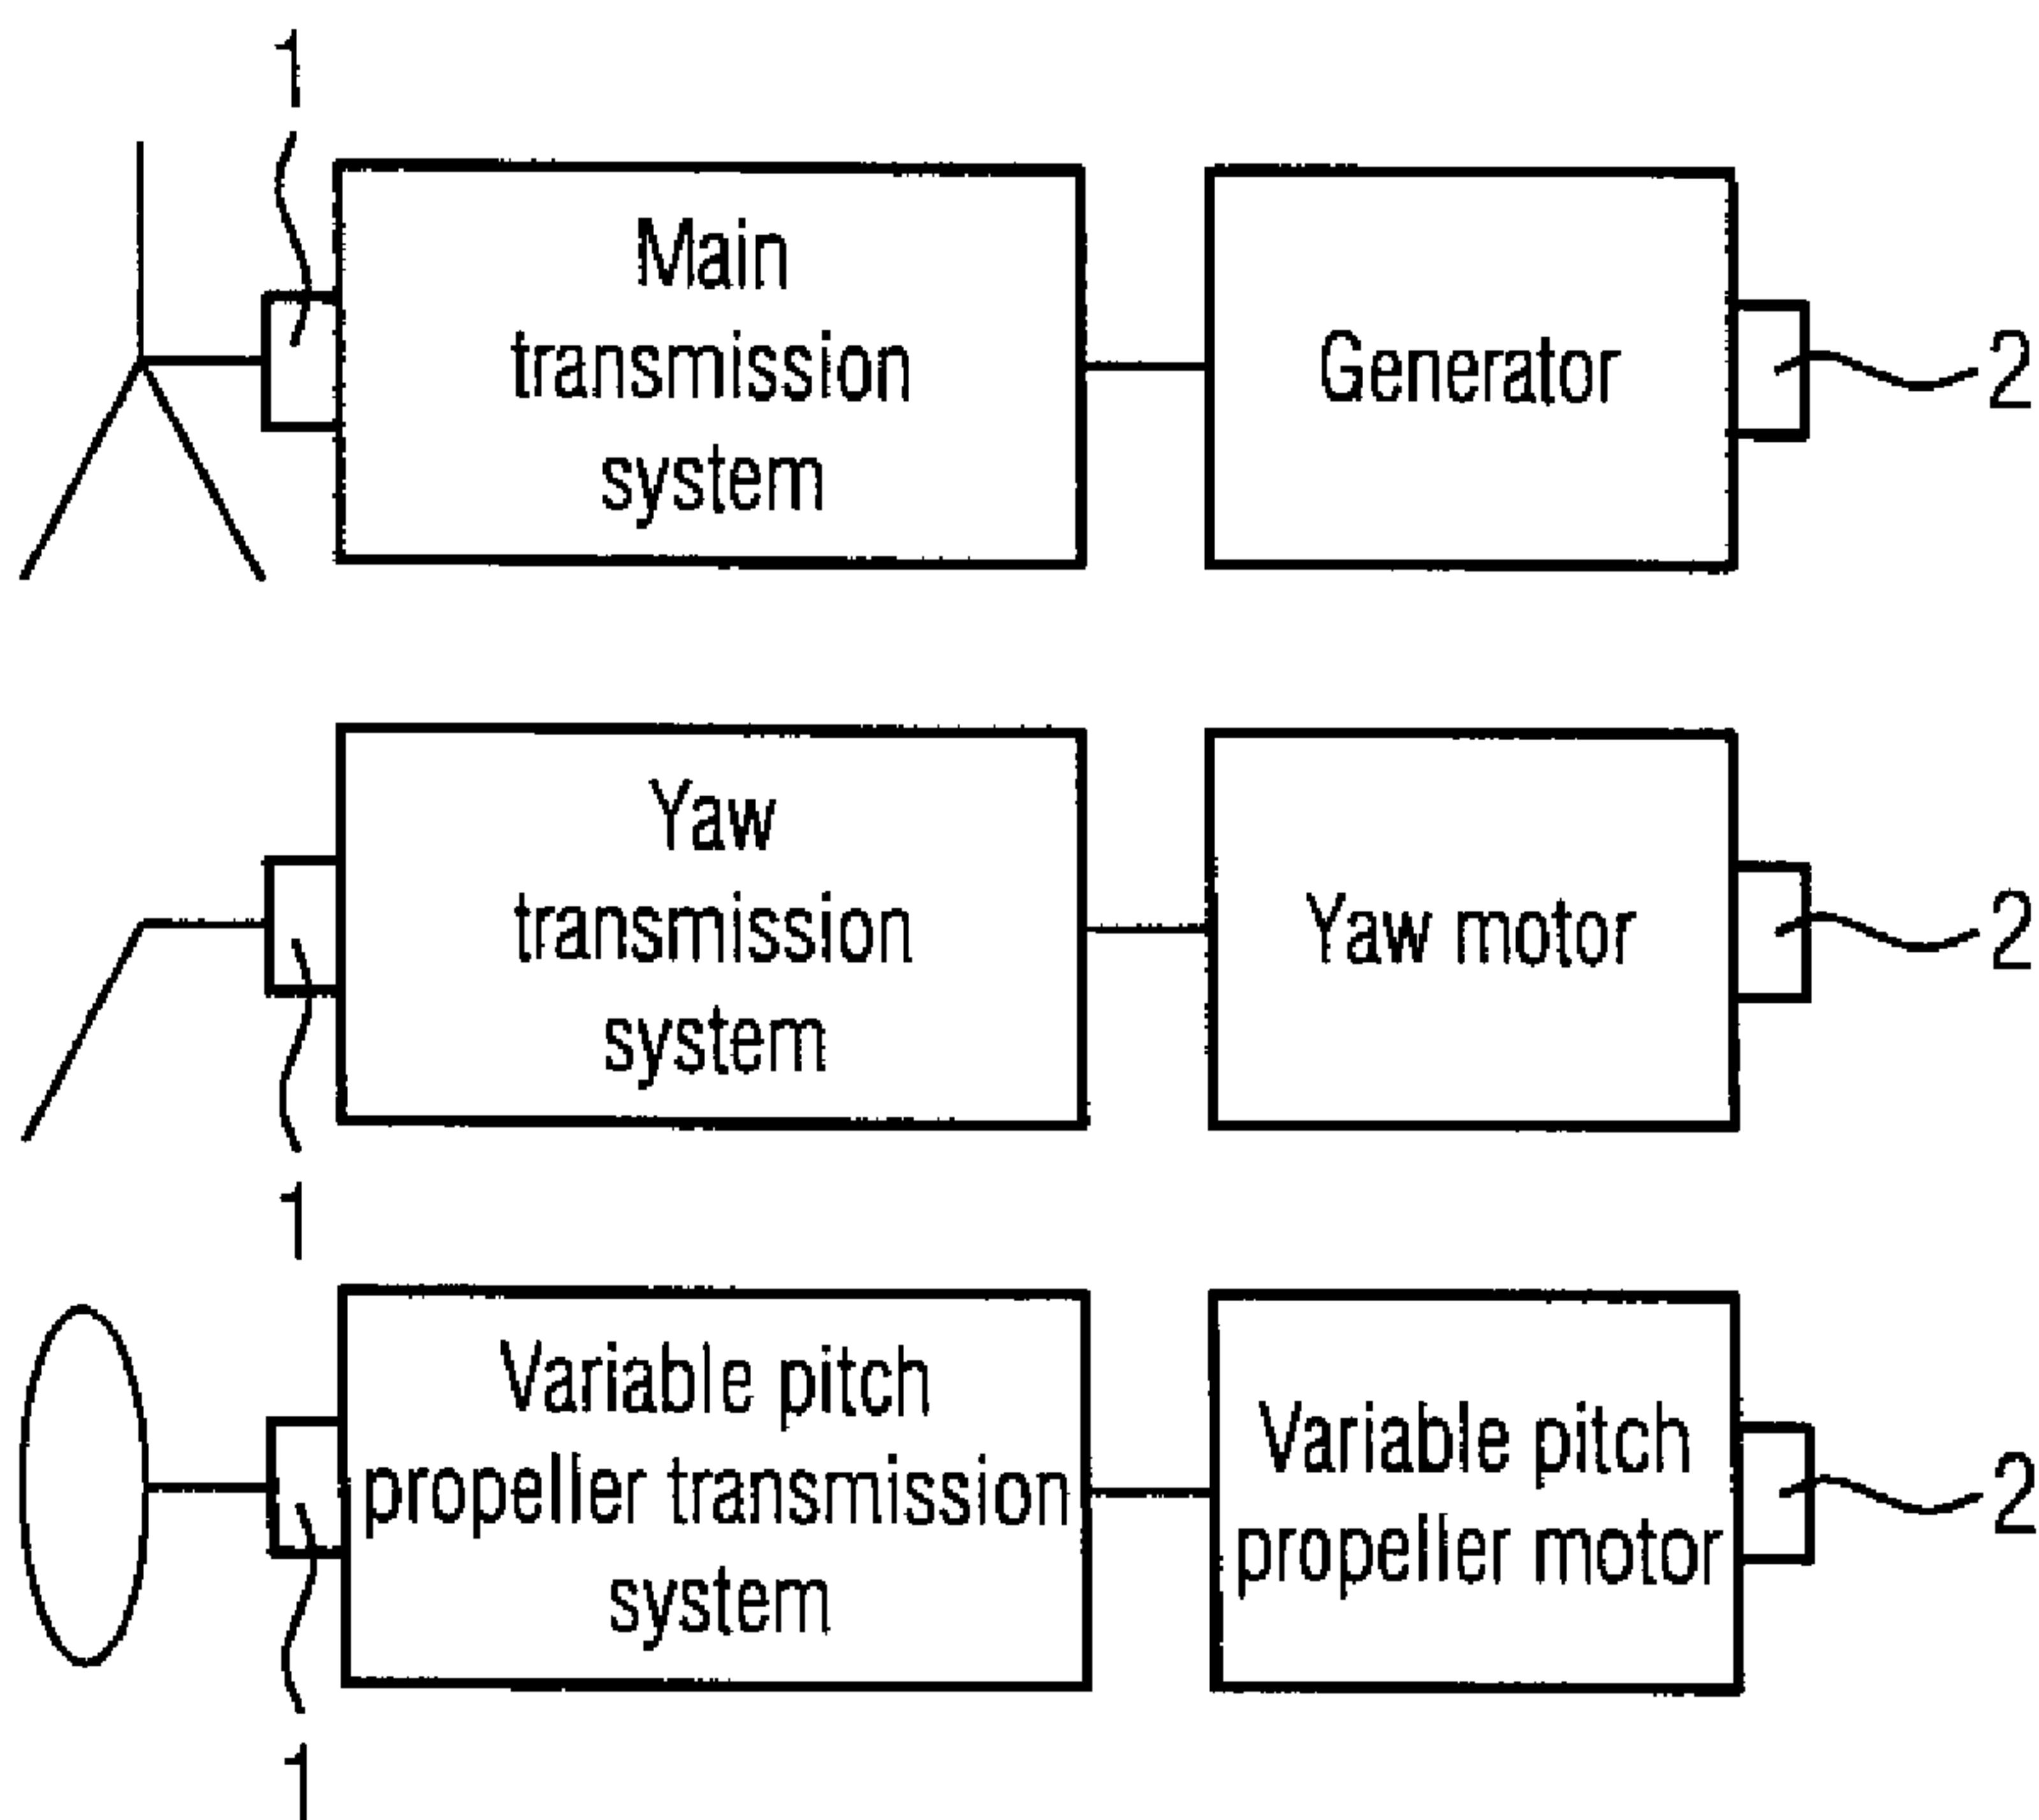 1
Main
transmission
system
Generator
2
Yaw
transmission
system
Yaw motor
2
1
Variable pitch
propeller transmission
system
Variable pitch
propeller motor
2
1